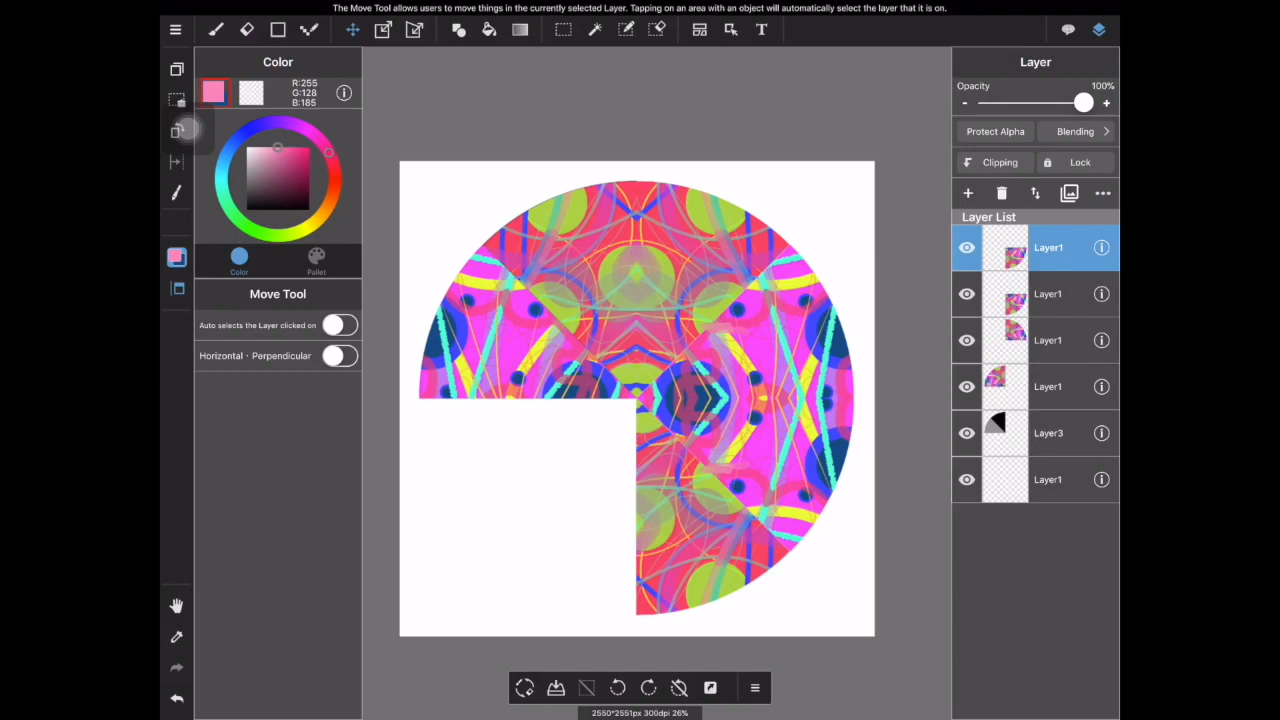 The Move Tool allows users to move things in the currently selected Layer. Tapping on an area with an object will automatically select the layer that it is on.
T
Color
R:255
G:128
B:185
Color
Pallet
Move Tool
Auto selects the Layer clicked on
Horizontal · Perpendicular
Layer
Opacity
100%
- +
Protect Alpha
Blending
Clipping
Lock
Layer List
Layer1
Layer1
Layer1
Layer1
Layer3
Layer1
2550*2551px 300dpi 26%